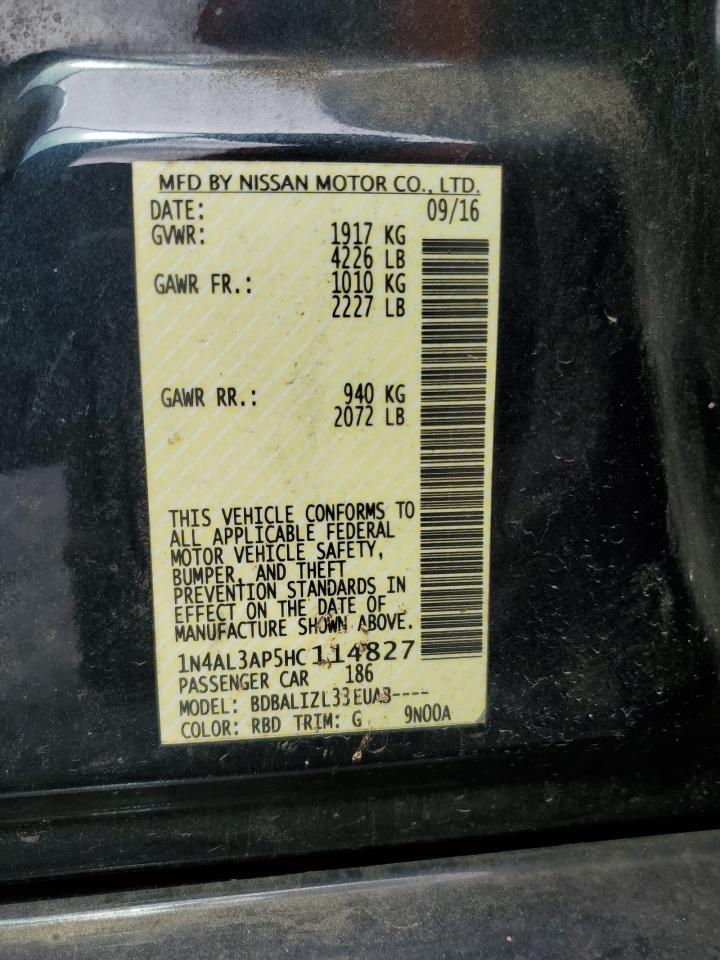 MFD BY NISSAN MOTOR CO., LTD.
DATE: 09/16
GVWR: 1917 KG
4226 LB
GAWR FR.: 1010 KG
2227 LB
GAWR RR.: 940 KG
2072 LB
THIS VEHICLE CONFORMS TO
ALL APPLICABLE FEDERAL
MOTOR VEHICLE SAFETY,
BUMPER, AND THEFT
PREVENTION STANDARDS IN
EFFECT ON THE DATE OF
MANUFACTURE SHOWN ABOVE.
1N4AL3AP5HC114827
PASSENGER CAR 186
MODEL: BDBALIZL33EUAB----
COLOR: RBD TRIM: G 9N00A